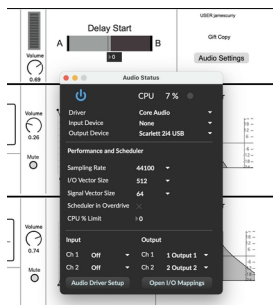 USER jamescurry
Delay Start
Gift Copy
A B
0
Volume
Audio Settings
0.69
Audio Status
CPU 7 %
Driver Core Audio
Input Device None
Output Device Scarlett 2i4 USB
Volume
0.26
Performance and Scheduler
Sampling Rate 44100
I/O Vector Size 512
Mute
Signal Vector Size 64
Scheduler in Overdrive
CPU % Limit 0
Volume
0.74
Input Output
Ch 1 Off Ch 1 1 Output 1
Mute
Ch 2 Off Ch 2 2 Output 2
Audio Driver Setup Open I/O Mappings